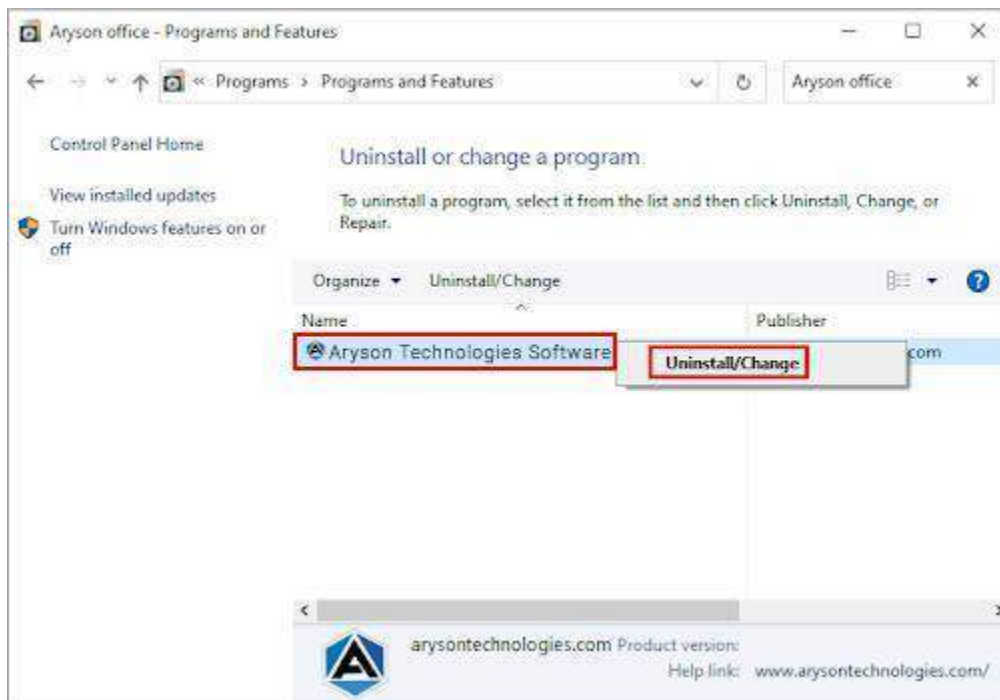 Aryson office - Programs and Features
« Programs > Programs and Features
Aryson office
Control Panel Home
View installed updates
Turn Windows features on or
off
Uninstall or change a program
To uninstall a program, select it from the list and then click Uninstall, Change, or
Repair.
Organize Uninstall/Change
Name Publisher
Aryson Technologies Software
Uninstall/Change
com
arysontechnologies.com Product version:
Help link: www.arysontechnologies.com/